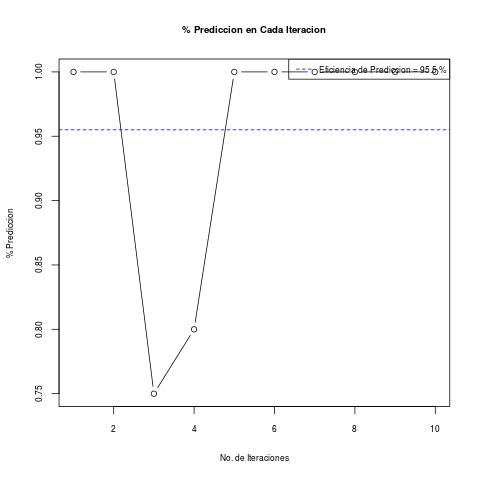 % Prediccion en Cada Iteracion
Eficiencia de Prediccion = 95.5 %
1.00
0.95
0.90
0.85
0.80
0.75
% Prediccion
2
4
6
8
10
No. de Iteraciones